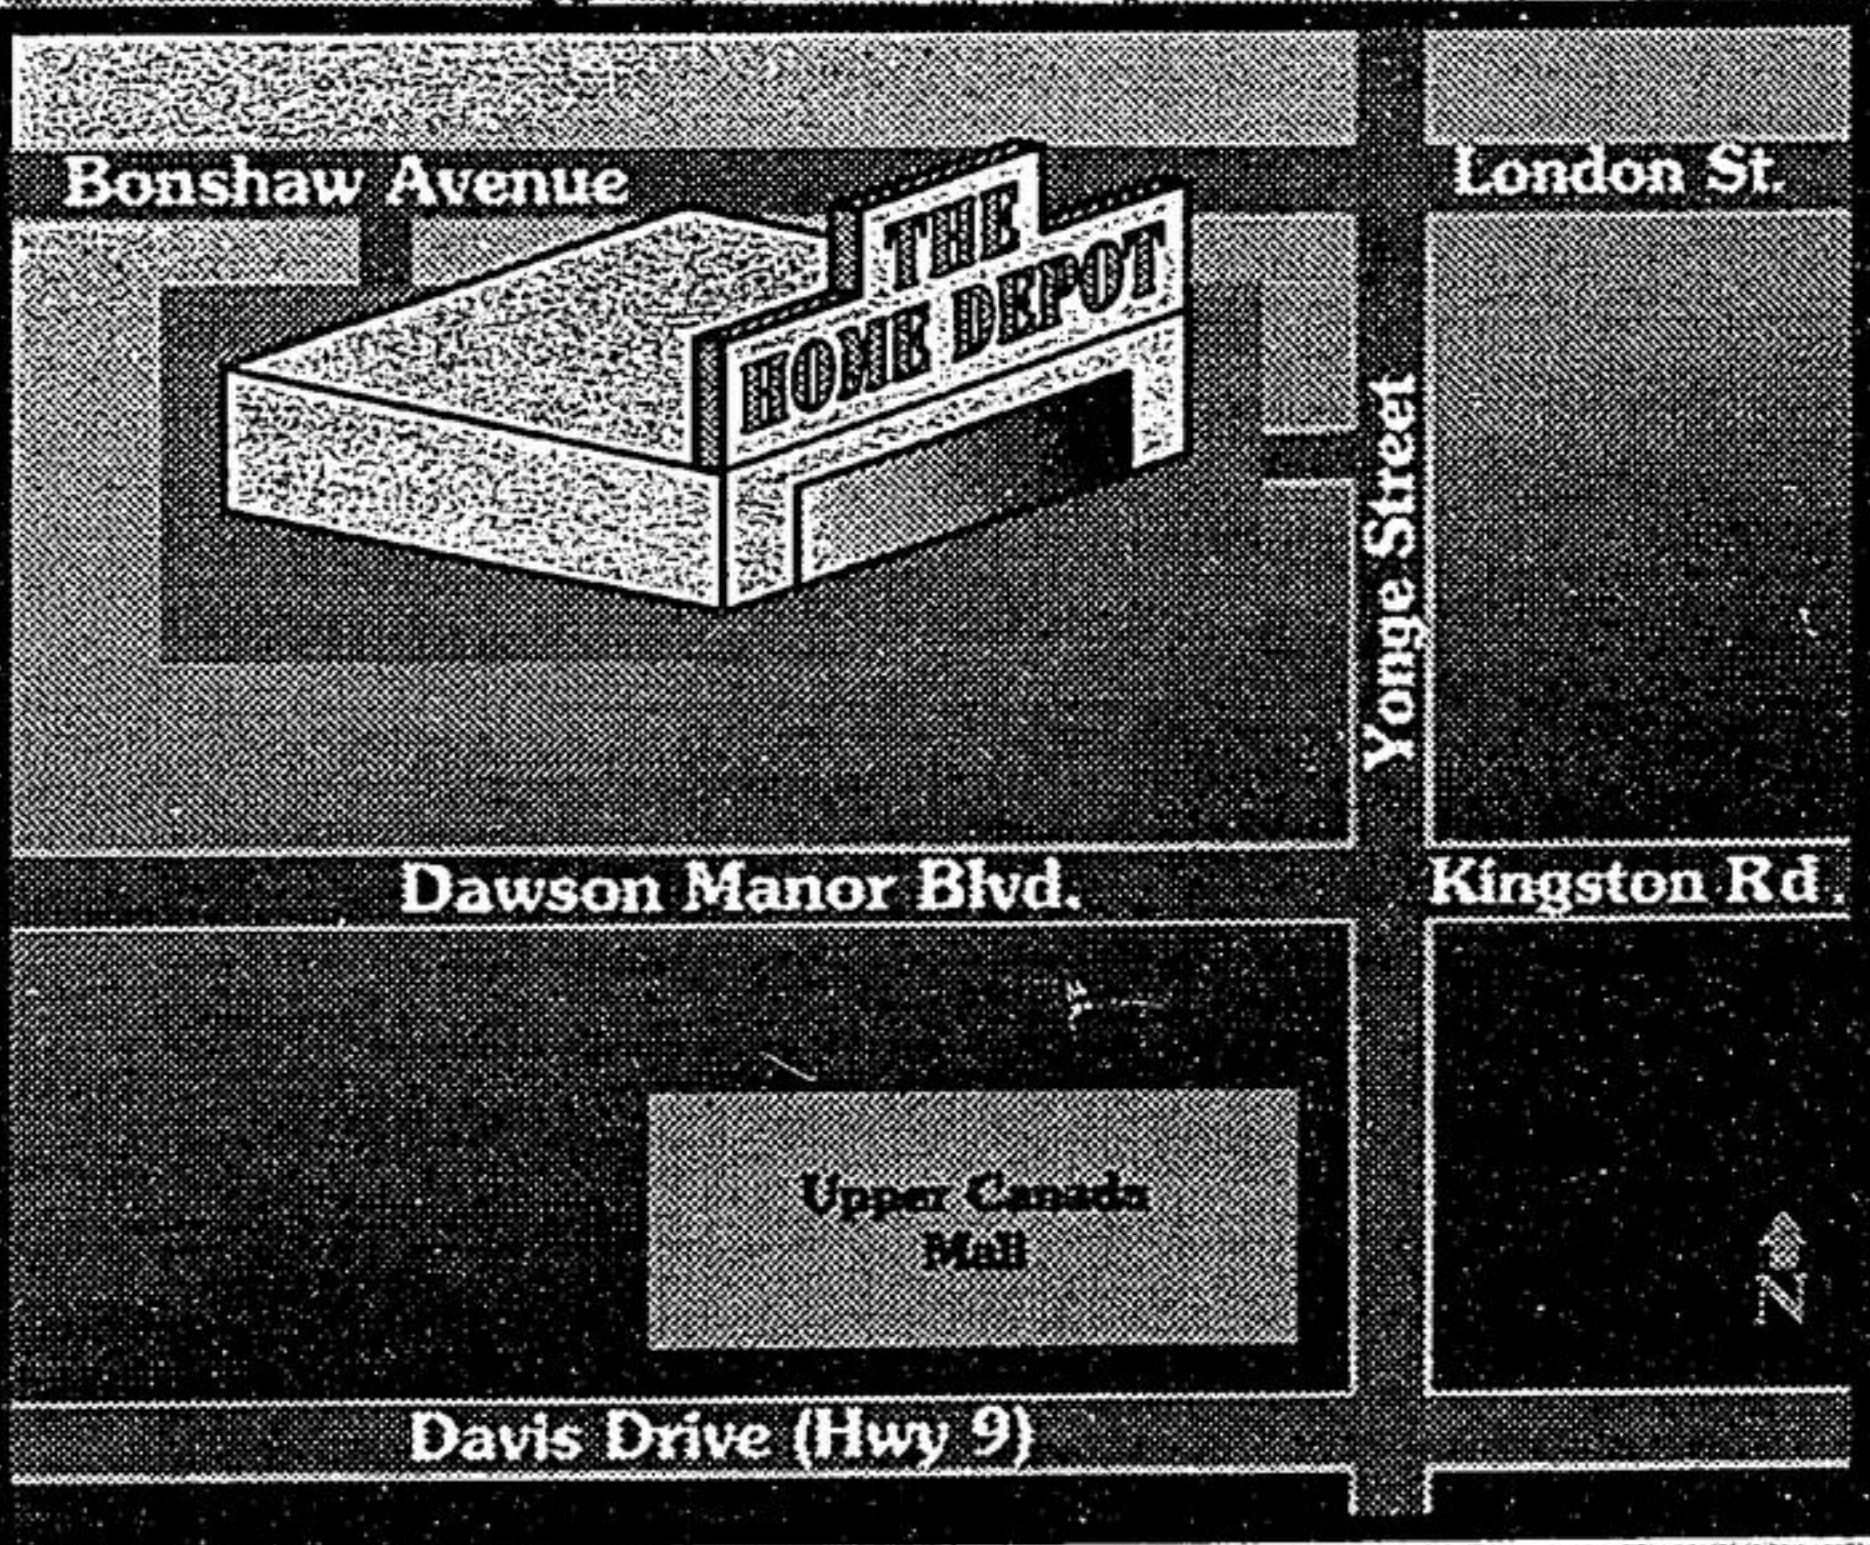 Bonshaw Avenue
London St.
THE
HOME DEPOT
Yonge Street
Dawson Manor Blvd.
Kingston Rd.
Upper Canada
Mall
N
Davis Drive (Hwy 9)